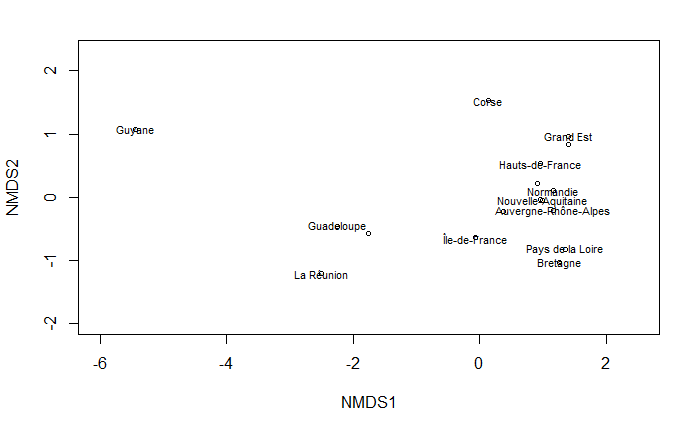 2
Corse
1
Guyane
Grand Est
Hauts-de-France
NMDS2
0
Normandie
Nouvelle-Aquitaine
Auvergne-Rhône-Alpes
Guadeloupe
Île-de-France
Pays de la Loire
-1
Bretagne
La Réunion
-2
-6 -4 -2 0 2
NMDS1